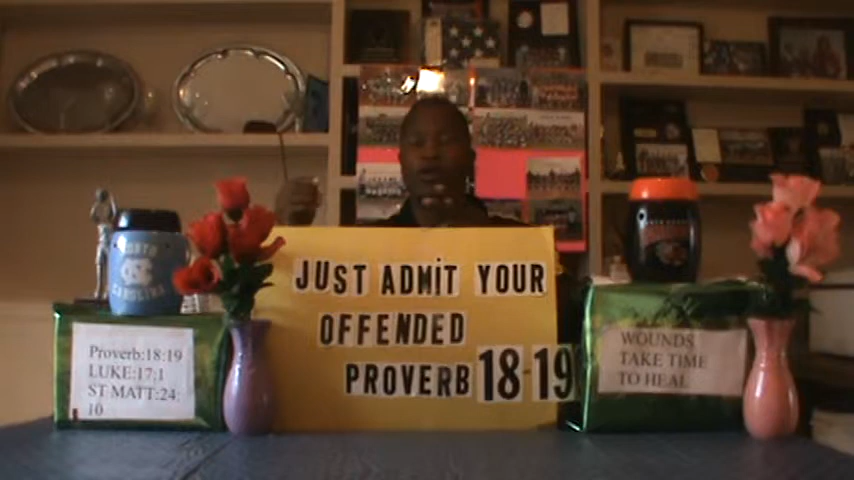 JUST ADMiT YOUR
OFFENDED
PROVERB 18-19
Proverb:18:19
LUKE:17:1
ST MATT:24:
10
WOUNDS
TAKE TIME
TO HEAL
NORTH
CAROLINA